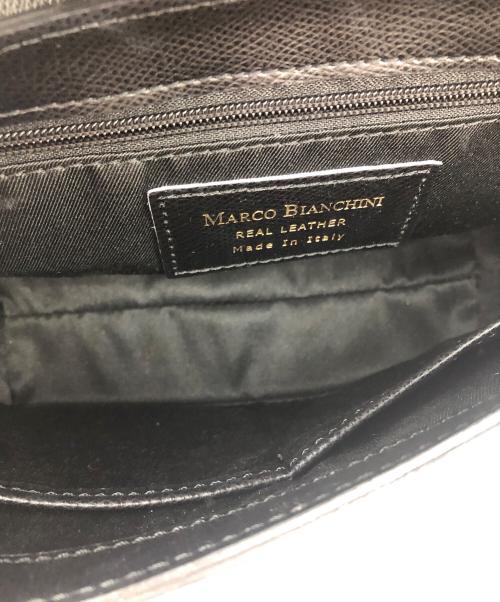 MARCO BIANCHINI
REAL LEATHER
Made In Italy